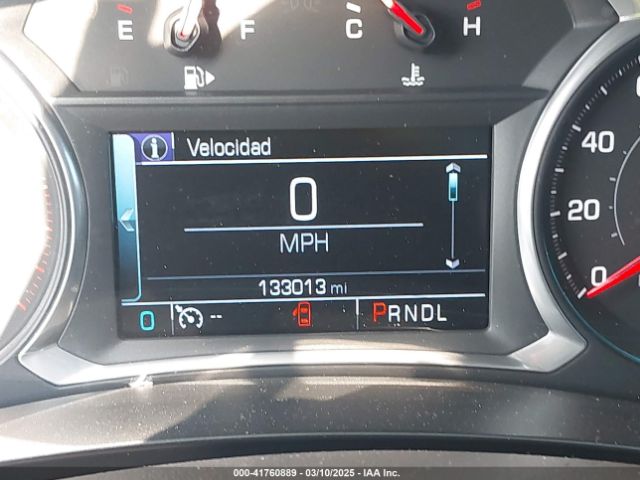 E F C H
Velocidad
0
MPH
133013 mi
0 -- PRNDL
40
20
0
000-41760889 - 03/10/2025 - IAA Inc.